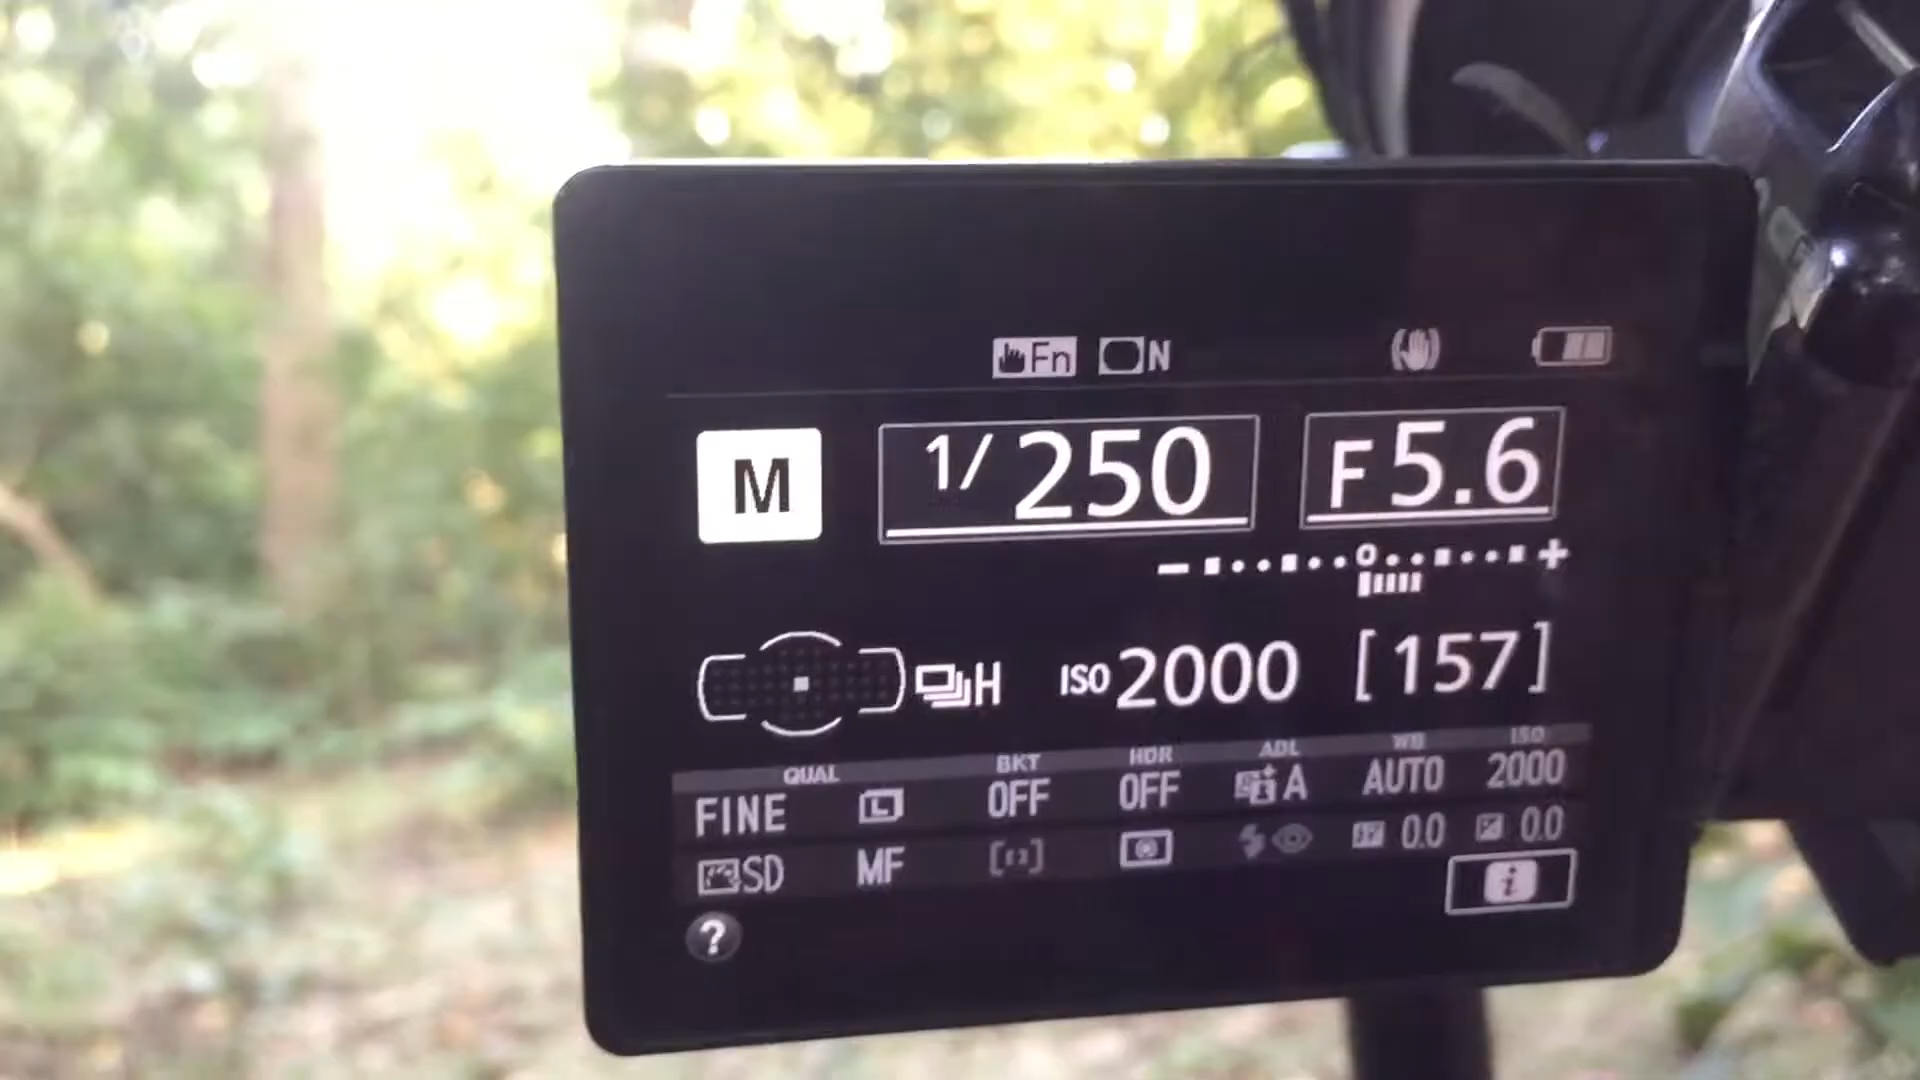 Fn N
M 1/250 F5.6
- 0 +
H ISO 2000 [157]
QUAL BKT HDR ADL WB ISO
FINE L OFF OFF A AUTO 2000
SD MF 0.0 0.0
? i